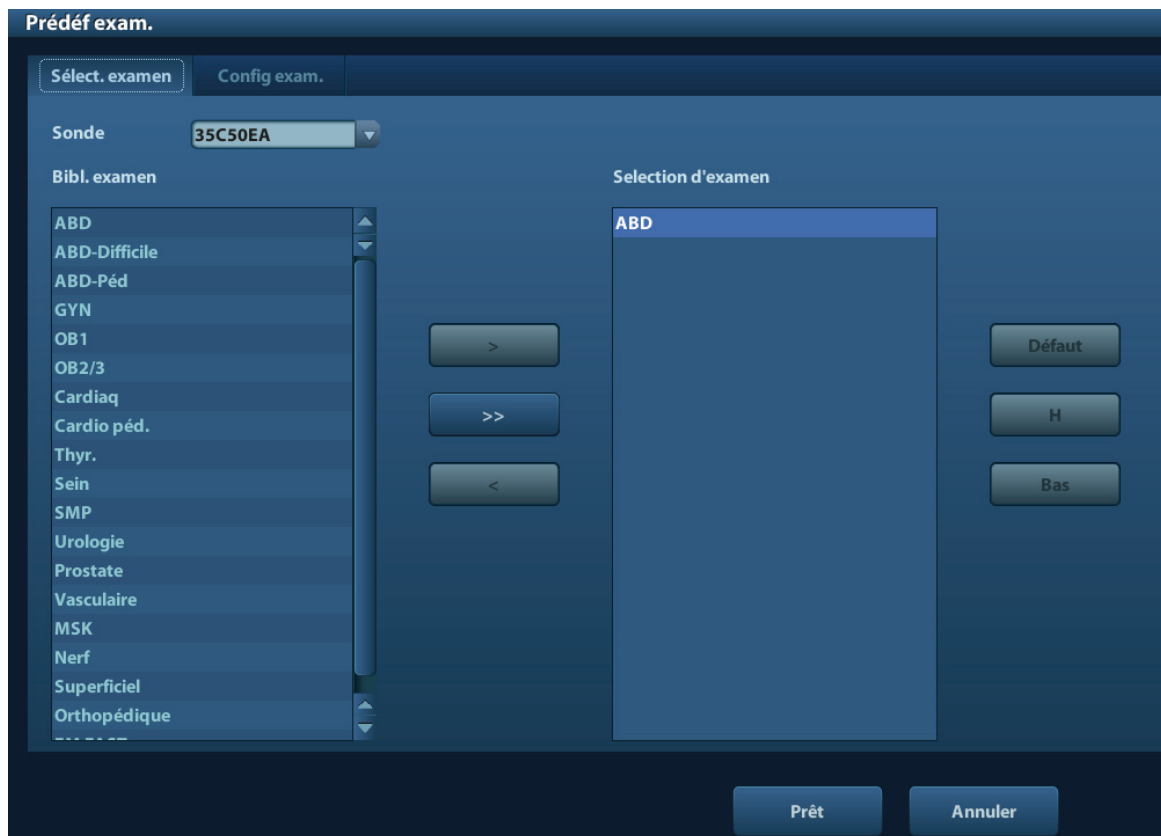 Prédéf exam.
Sélect. examen
Config exam.
Sonde
35C50EA
Bibl. examen
ABD
ABD-Difficile
ABD-Péd
GYN
OB1
OB2/3
Cardiaq
Cardio péd.
Thyr.
Sein
SMP
Urologie
Prostate
Vasculaire
MSK
Nerf
Superficiel
Orthopédique
>
>>
<
Selection d'examen
ABD
Défaut
H
Bas
Prêt
Annuler